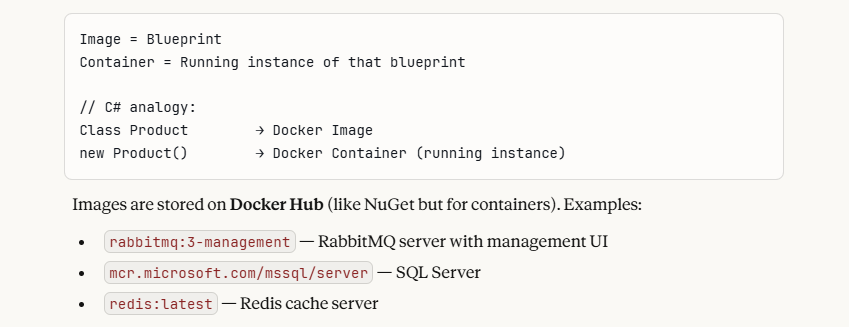 Image = Blueprint
Container = Running instance of that blueprint
// C# analogy:
Class Product → Docker Image
new Product() → Docker Container (running instance)
Images are stored on Docker Hub (like NuGet but for containers). Examples:
• rabbitmq:3-management — RabbitMQ server with management UI
• mcr.microsoft.com/mssql/server — SQL Server
• redis:latest — Redis cache server